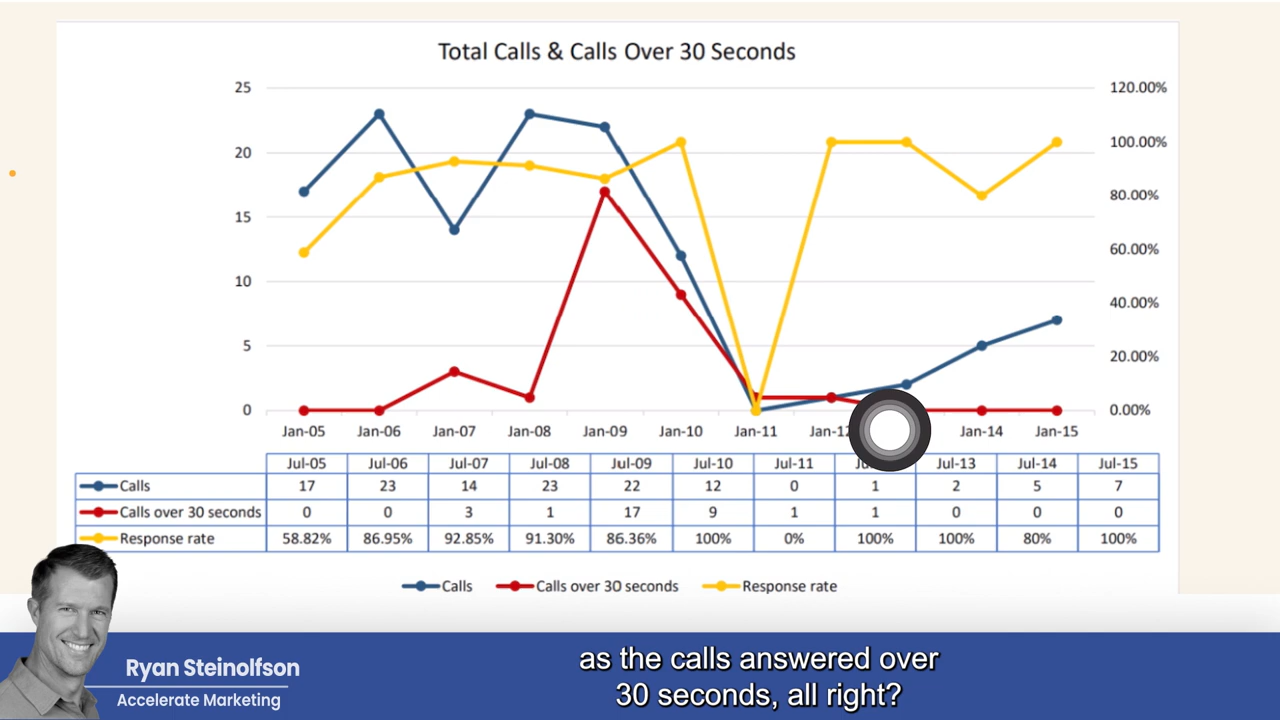 Total Calls & Calls Over 30 Seconds
25 120.00%
20 100.00%
15 80.00%
10 60.00%
5 40.00%
0 20.00%
0.00%
Jan-05 Jan-06 Jan-07 Jan-08 Jan-09 Jan-10 Jan-11 Jan-12 Jan-14 Jan-15
Jul-05 Jul-06 Jul-07 Jul-08 Jul-09 Jul-10 Jul-11 Jul-13 Jul-14 Jul-15
Calls 17 23 14 23 22 12 0 1 2 5 7
Calls over 30 seconds 0 0 3 1 17 9 1 1 0 0 0
Response rate 58.82% 86.95% 92.85% 91.30% 86.36% 100% 0% 100% 100% 80% 100%
Calls Calls over 30 seconds Response rate
Ryan Steinolfson
Accelerate Marketing
as the calls answered over
30 seconds, all right?